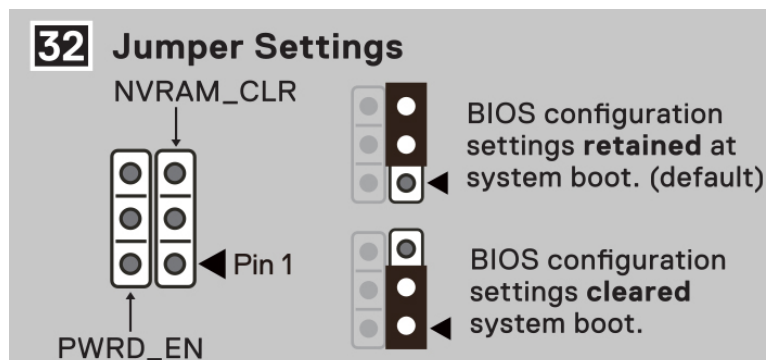 32 Jumper Settings
NVRAM_CLR
Pin 1
PWRD_EN
BIOS configuration
settings retained at
system boot. (default)
BIOS configuration
settings cleared
system boot.